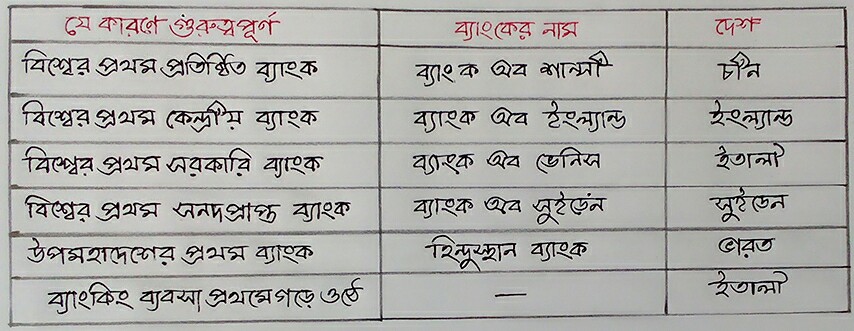 যে কারণে গুরুত্বপূর্ণ ব্যাংকের নাম দেশ
বিশ্বের প্রথম প্রতিষ্ঠিত ব্যাংক ব্যাংক অব শান্সী চীন
বিশ্বের প্রথম কেন্দ্রীয় ব্যাংক ব্যাংক অব ইংল্যান্ড ইংল্যান্ড
বিশ্বের প্রথম সরকারি ব্যাংক ব্যাংক অব ভেনিস ইতালী
বিশ্বের প্রথম সনদপ্রাপ্ত ব্যাংক ব্যাংক অব সুইডেন সুইডেন
উপমহাদেশের প্রথম ব্যাংক হিন্দুস্থান ব্যাংক ভারত
ব্যাংকিং ব্যবসা প্রথমে গড়ে ওঠে — ইতালী